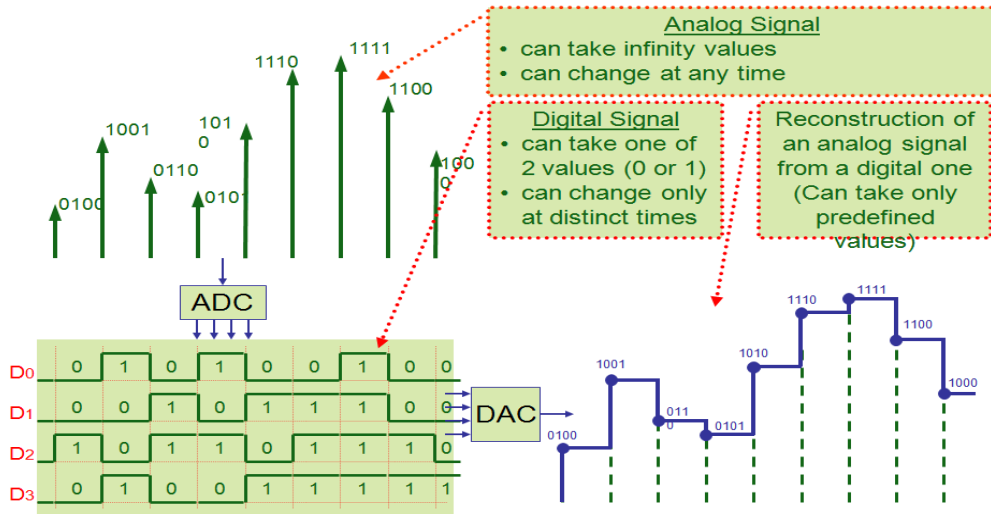 Analog Signal
• can take infinity values
• can change at any time
Digital Signal
• can take one of
2 values (0 or 1)
• can change only
at distinct times
Reconstruction of
an analog signal
from a digital one
(Can take only
predefined
values)
0100
1001
0110
0101
101
0
1110
1111
1100
100
0
ADC
D0 0 1 0 1 0 0 1 0 0
D1 0 0 1 0 1 1 1 0 0
D2 1 0 1 1 0 1 1 1 0
D3 0 1 0 0 1 1 1 1 1
DAC
0100
1001
011
0
0101
1010
1110
1111
1100
1000